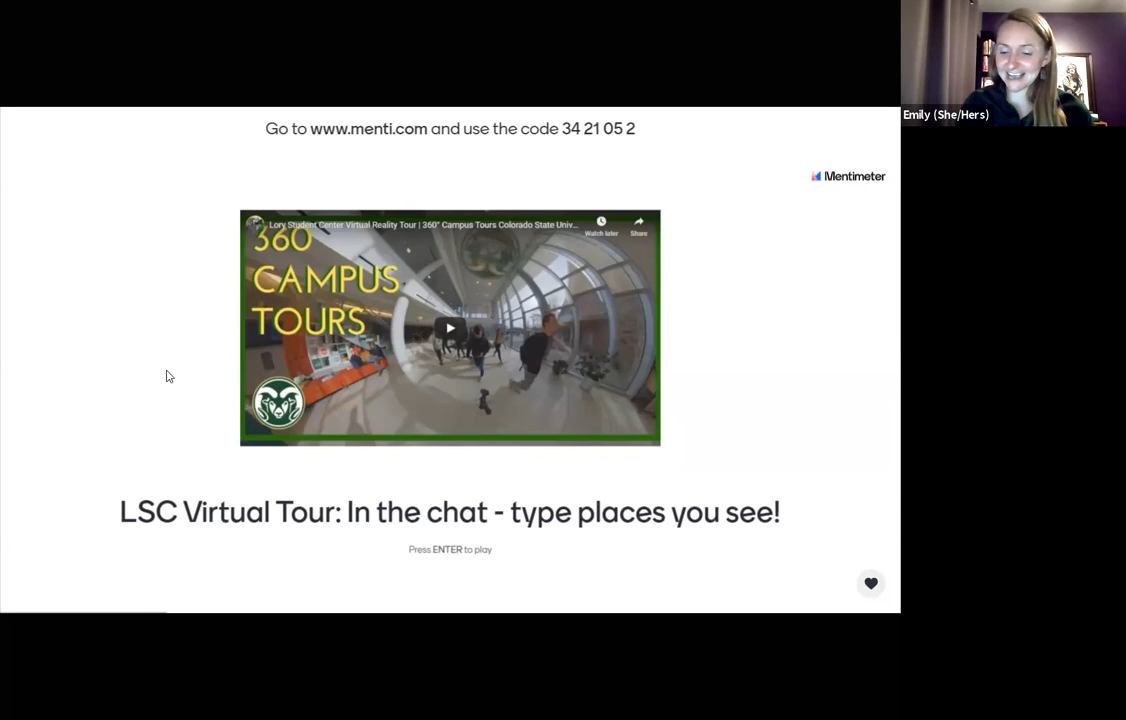 Emily (She/Hers)
Go to www.menti.com and use the code 34 21 05 2
Mentimeter
Lory Student Center Virtual Reality Tour | 360° Campus Tours Colorado State Univ...
Watch later
Share
360
CAMPUS
TOURS
LSC Virtual Tour: In the chat - type places you see!
Press ENTER to play